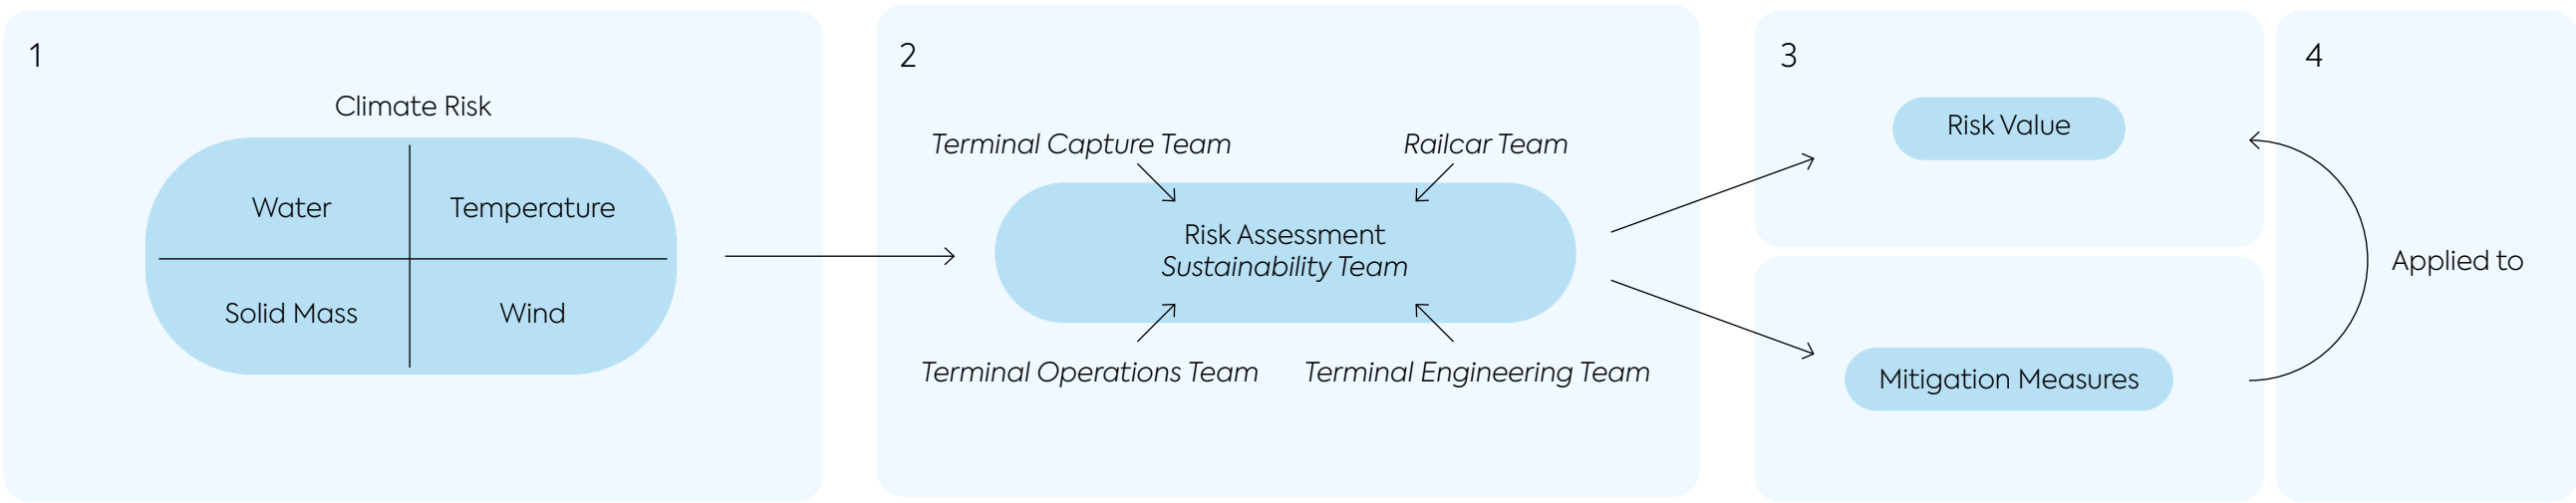 1
Climate Risk
Water
Temperature
Solid Mass
Wind
2
Terminal Capture Team
Railcar Team
Risk Assessment
Sustainability Team
Terminal Operations Team
Terminal Engineering Team
3
Risk Value
Mitigation Measures
4
Applied to